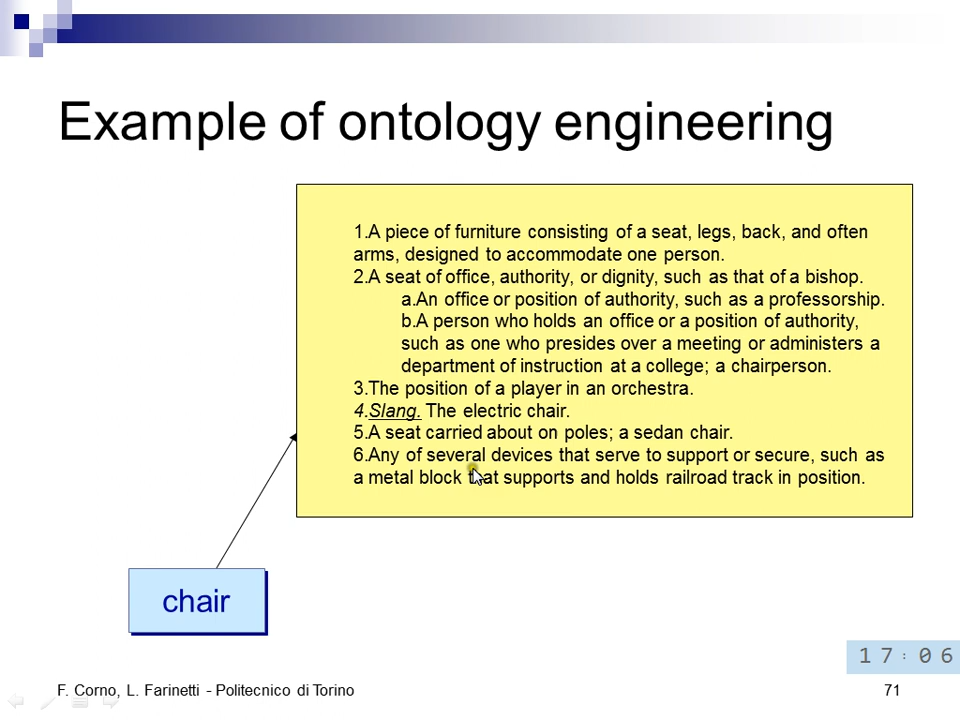 Example of ontology engineering
1.A piece of furniture consisting of a seat, legs, back, and often
arms, designed to accommodate one person.
2.A seat of office, authority, or dignity, such as that of a bishop.
a.An office or position of authority, such as a professorship.
b.A person who holds an office or a position of authority,
such as one who presides over a meeting or administers a
department of instruction at a college; a chairperson.
3.The position of a player in an orchestra.
4.Slang. The electric chair.
5.A seat carried about on poles; a sedan chair.
6.Any of several devices that serve to support or secure, such as
a metal block that supports and holds railroad track in position.
chair
17:06
F. Corno, L. Farinetti - Politecnico di Torino
71